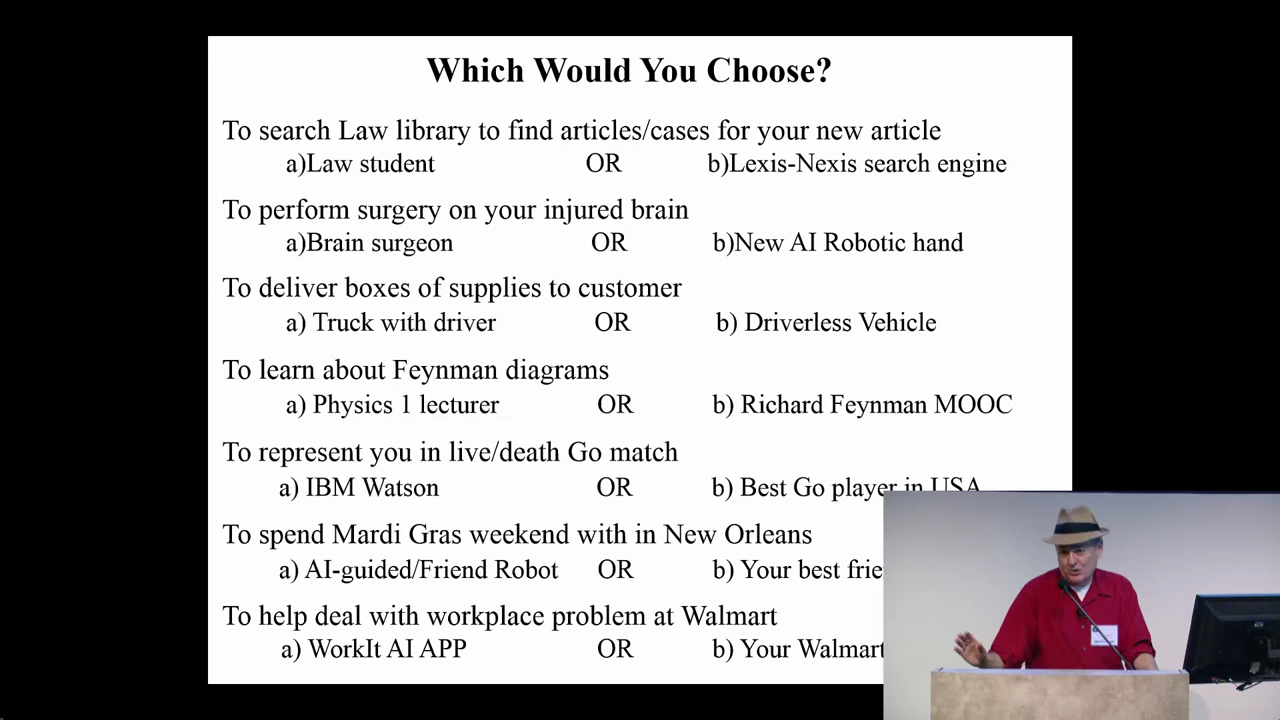 Which Would You Choose?
To search Law library to find articles/cases for your new article
a)Law student OR b)Lexis-Nexis search engine
To perform surgery on your injured brain
a)Brain surgeon OR b)New AI Robotic hand
To deliver boxes of supplies to customer
a) Truck with driver OR b) Driverless Vehicle
To learn about Feynman diagrams
a) Physics 1 lecturer OR b) Richard Feynman MOOC
To represent you in live/death Go match
a) IBM Watson OR b) Best Go player in USA
To spend Mardi Gras weekend with in New Orleans
a) AI-guided/Friend Robot OR b) Your best
To help deal with workplace problem at Walmart
a) WorkIt AI APP OR b) Your Walmart